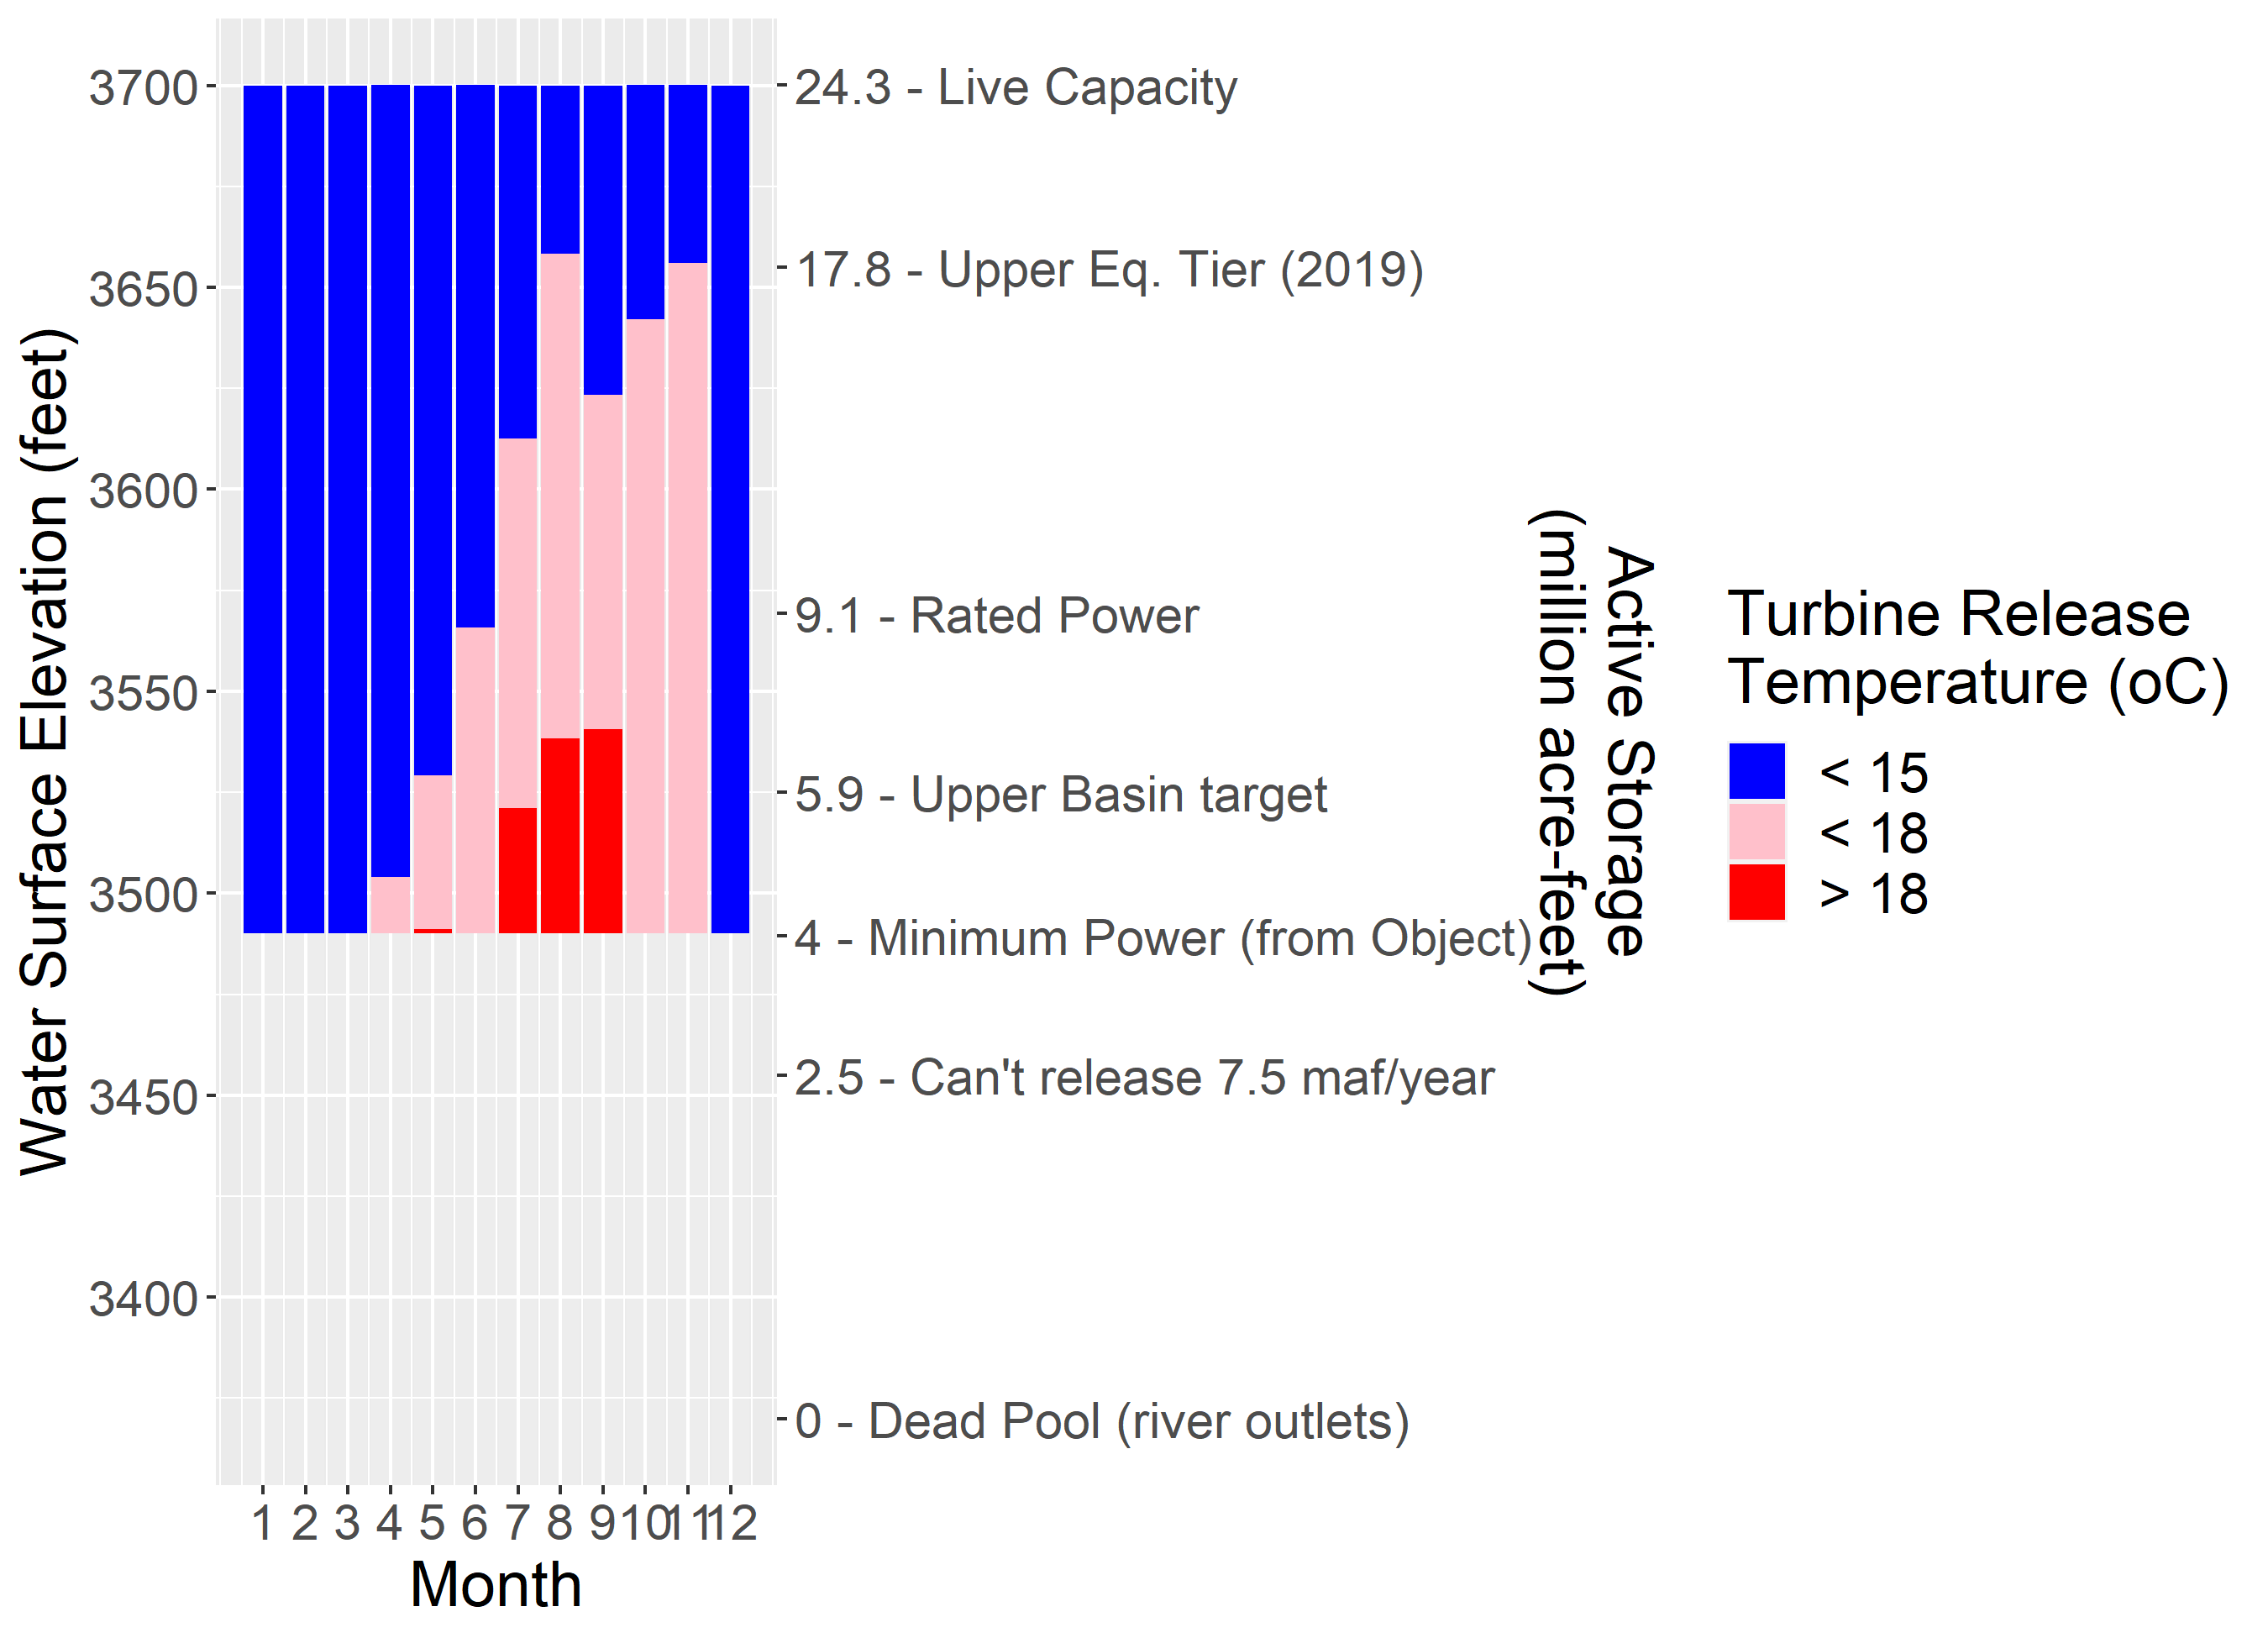 Water Surface Elevation (feet)
3700
3650
3600
3550
3500
3450
3400
24.3 - Live Capacity
17.8 - Upper Eq. Tier (2019)
9.1 - Rated Power
5.9 - Upper Basin target
4 - Minimum Power (from Object)
2.5 - Can't release 7.5 maf/year
0 - Dead Pool (river outlets)
Active Storage
(million acre-feet)
Turbine Release
Temperature (oC)
< 15
< 18
> 18
1 2 3 4 5 6 7 8 9 10 11 12
Month